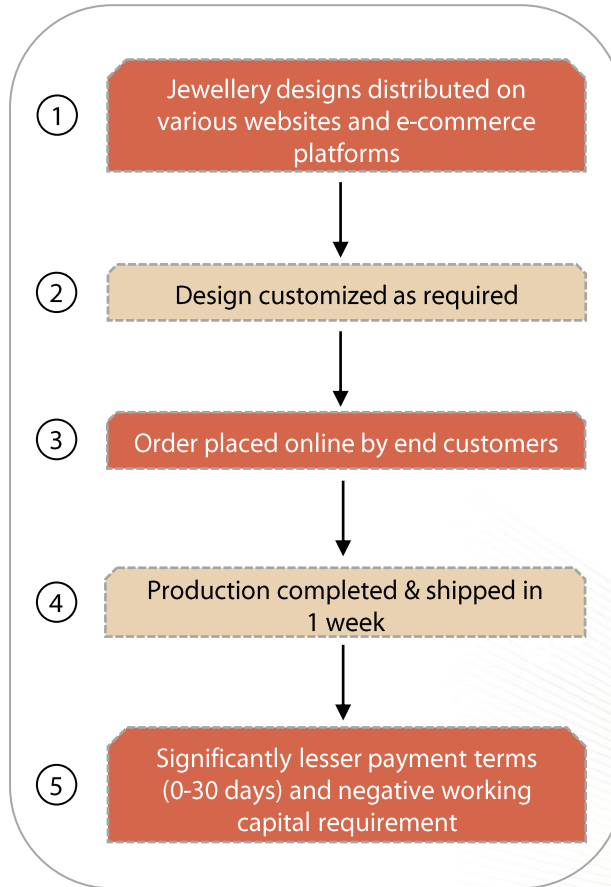 1
Jewellery designs distributed on
various websites and e-commerce
platforms
2
Design customized as required
3
Order placed online by end customers
4
Production completed & shipped in
1 week
5
Significantly lesser payment terms
(0-30 days) and negative working
capital requirement